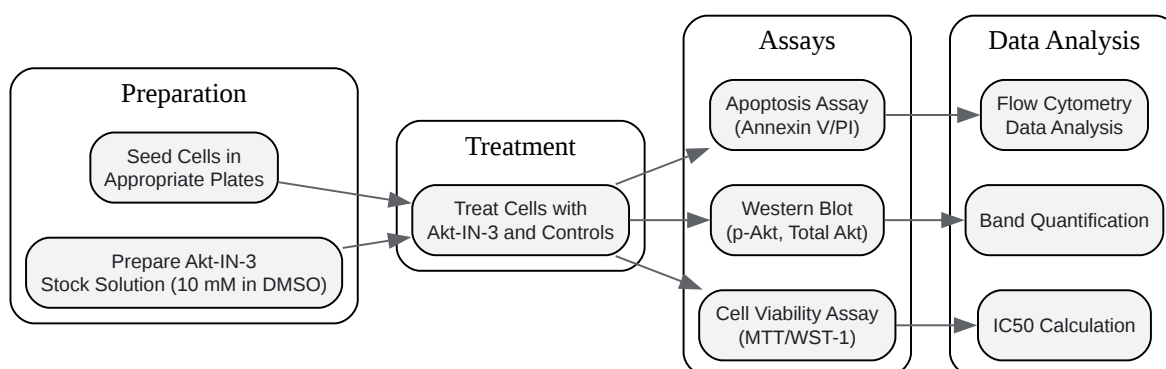 Preparation
Seed Cells in
Appropriate Plates
Prepare Akt-IN-3
Stock Solution (10 mM in DMSO)
Treatment
Treat Cells with
Akt-IN-3 and Controls
Assays
Apoptosis Assay
(Annexin V/PI)
Western Blot
(p-Akt, Total Akt)
Cell Viability Assay
(MTT/WST-1)
Data Analysis
Flow Cytometry
Data Analysis
Band Quantification
IC50 Calculation